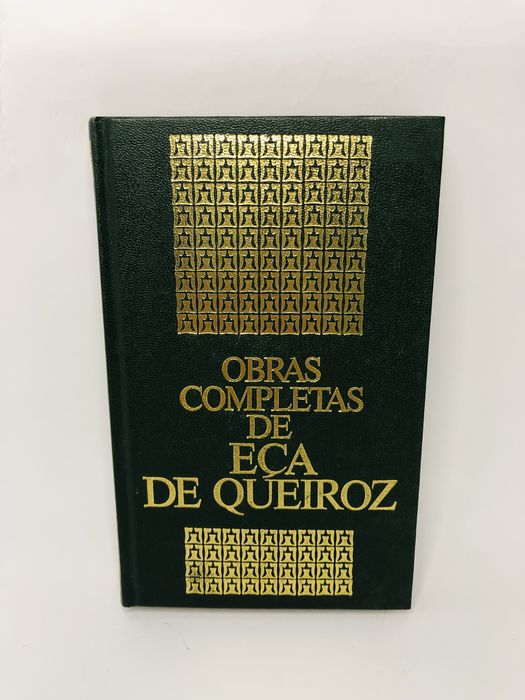 OBRAS
COMPLETAS
DE
EÇA
DE QUEIROZ